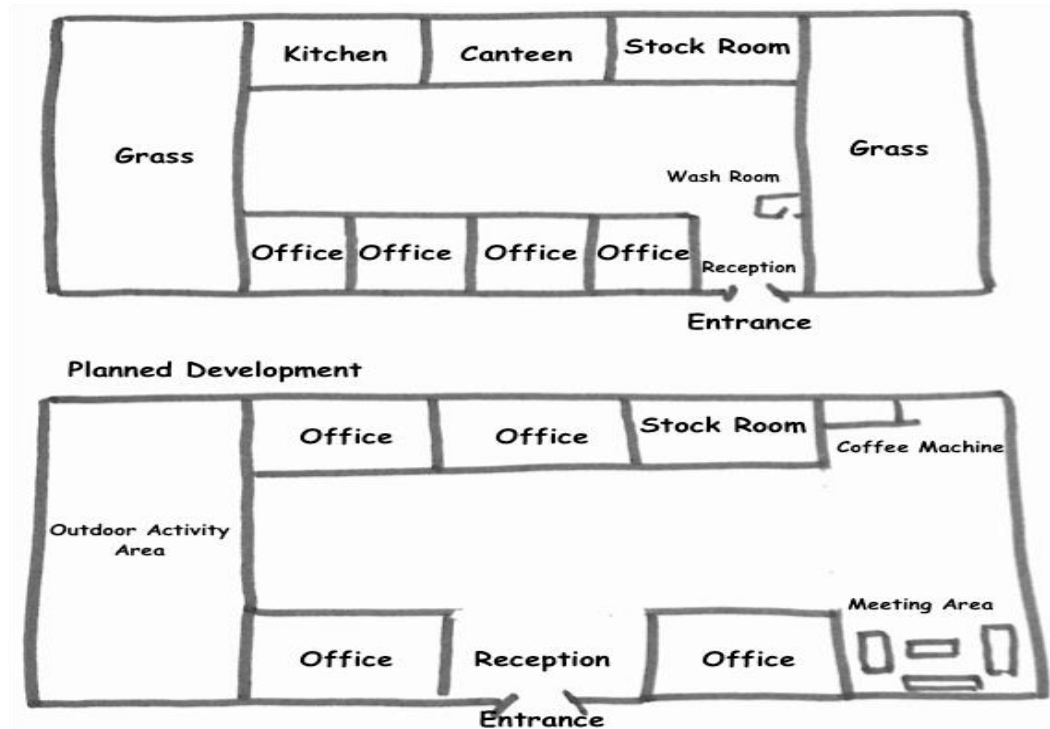 Kitchen
Canteen
Stock Room
Grass
Grass
Wash Room
Office
Office
Office
Office
Reception
Entrance
Planned Development
Office
Office
Stock Room
Coffee Machine
Outdoor Activity
Area
Meeting Area
Office
Reception
Office
Entrance